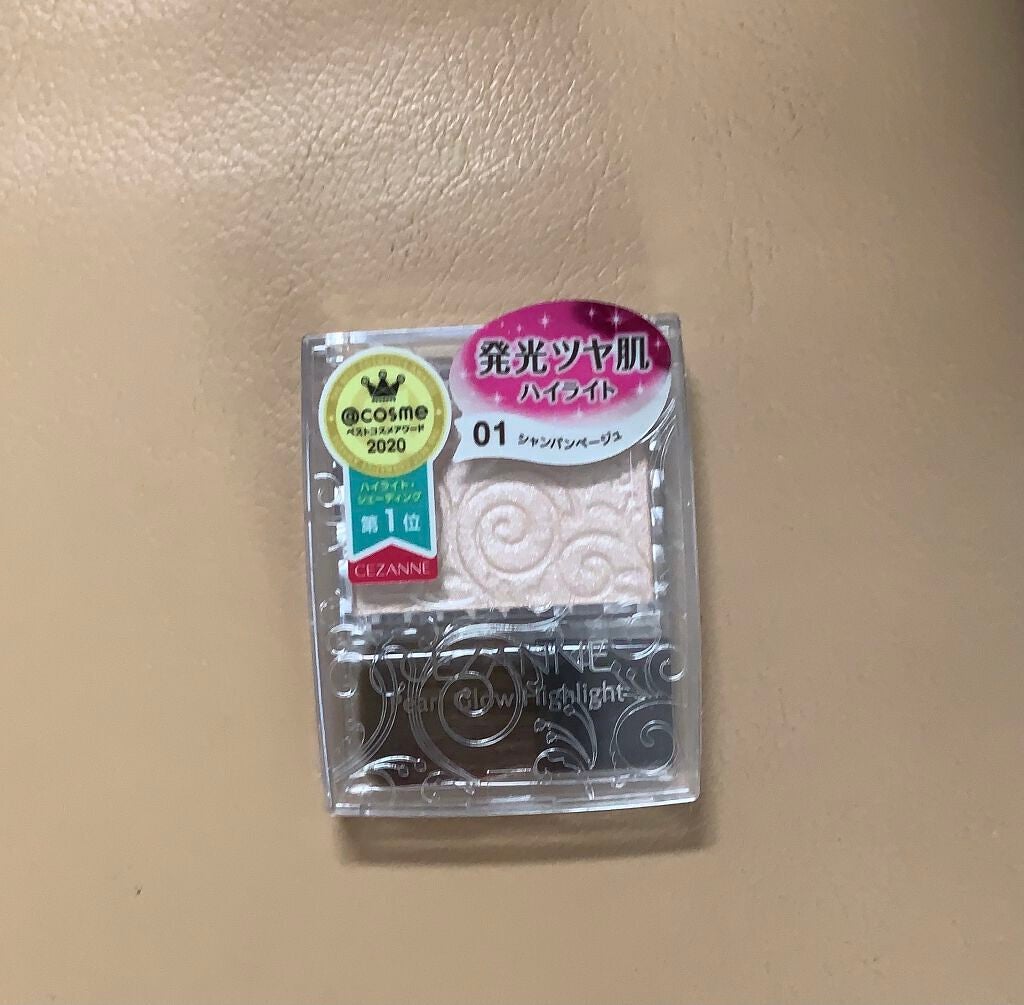 発光ツヤ肌
ハイライト
01 シャンパンベージュ
@cosme
ベストコスメアワード
2020
ハイライト・
シェーディング
第1位
CEZANNE
CEZANNE
Pearl Glow Highlight